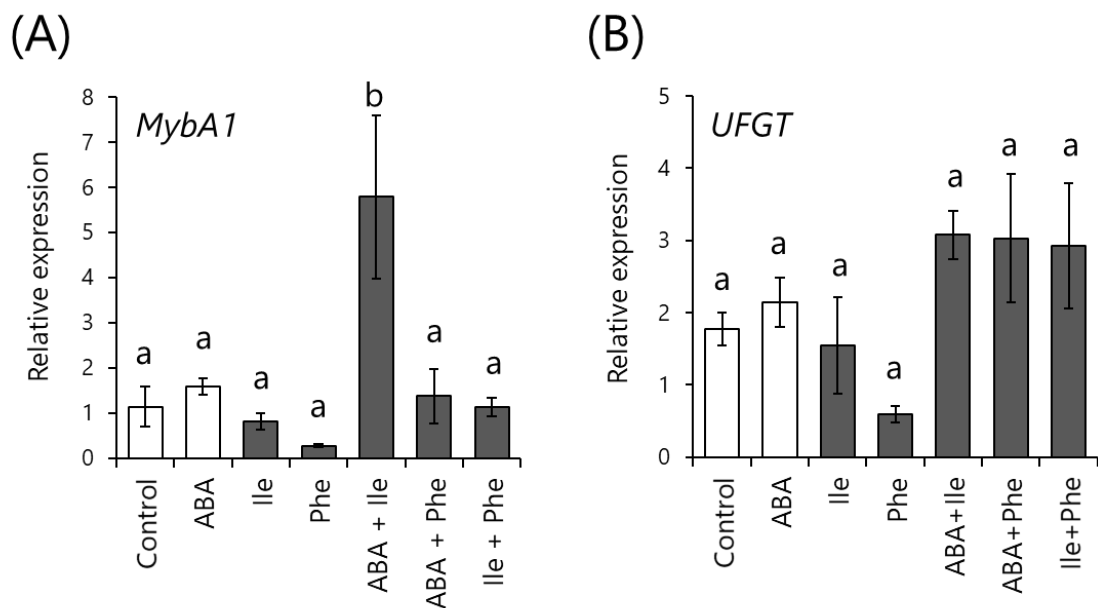 (A)
MybA1
Relative expression
8
7
6
5
4
3
2
1
0
a
a
a
a
b
a
a
Control
ABA
Ile
Phe
ABA + Ile
ABA + Phe
Ile + Phe
(B)
UFGT
Relative expression
5
4
3
2
1
0
a
a
a
a
a
a
a
Control
ABA
Ile
Phe
ABA+Ile
ABA+Phe
Ile+Phe